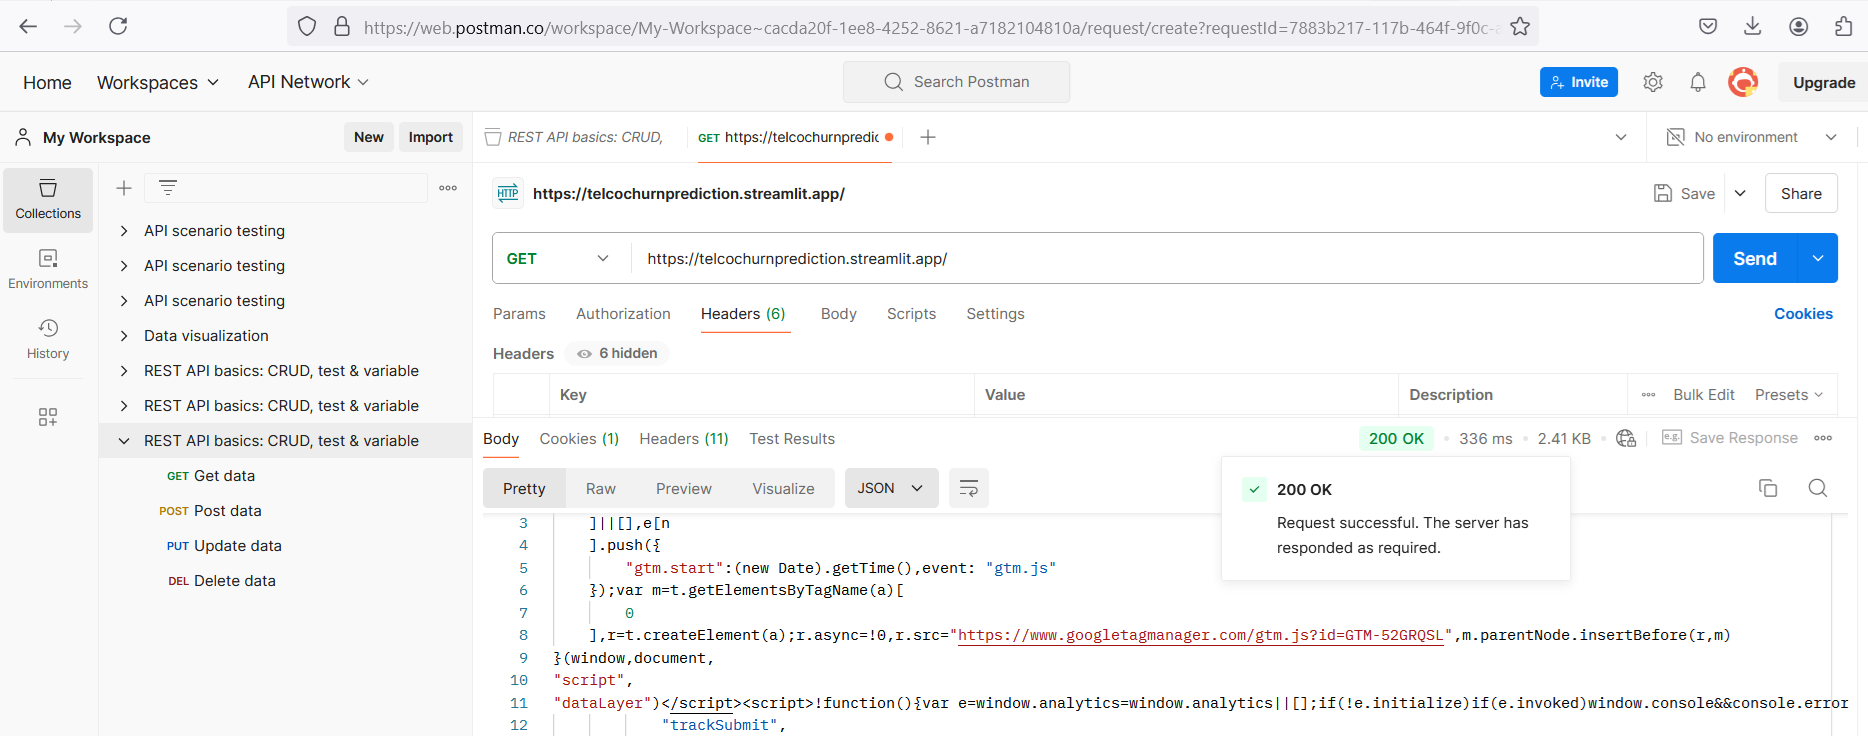 https://web.postman.co/workspace/My-Workspace~cacda20f-1ee8-4252-8621-a7182104810a/request/create?requestId=7883b217-117b-464f-9f0c-a
Home Workspaces API Network Search Postman Invite Upgrade
My Workspace New Import REST API basics: CRUD, GET https://telcochurnpredic No environment
Collections
Environments
History
API scenario testing
API scenario testing
API scenario testing
Data visualization
REST API basics: CRUD, test & variable
REST API basics: CRUD, test & variable
REST API basics: CRUD, test & variable
GET Get data
POST Post data
PUT Update data
DEL Delete data
HTTP https://telcochurnprediction.streamlit.app/ Save Share
GET https://telcochurnprediction.streamlit.app/ Send
Params Authorization Headers (6) Body Scripts Settings Cookies
Headers 6 hidden
Key Value Description Bulk Edit Presets
Body Cookies (1) Headers (11) Test Results 200 OK 336 ms 2.41 KB e.g. Save Response
Pretty Raw Preview Visualize JSON
200 OK
Request successful. The server has
responded as required.
3 ]||[],e[n
4 ].push({
5 "gtm.start":(new Date).getTime(),event: "gtm.js"
6 });var m=t.getElementsByTagName(a)[
7 0
8 ],r=t.createElement(a);r.async=!0,r.src="https://www.googletagmanager.com/gtm.js?id=GTM-52GRQSL",m.parentNode.insertBefore(r,m)
9 }(window,document,
10 "script",
11 "dataLayer")</script><script>!function(){var e=window.analytics=window.analytics||[];if(!e.initialize)if(e.invoked)window.console&&console.error
12 "trackSubmit",